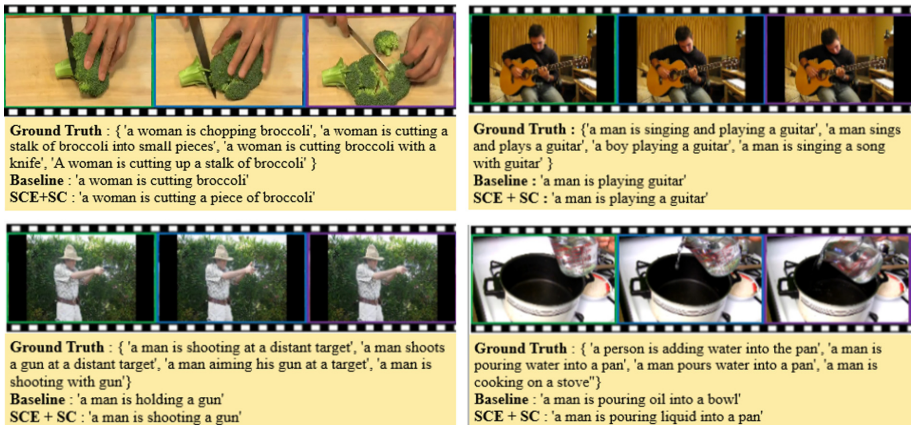 Ground Truth : { 'a woman is chopping broccoli', 'a woman is cutting a
stalk of broccoli into small pieces', 'a woman is cutting broccoli with a
knife', 'A woman is cutting up a stalk of broccoli' }
Baseline : 'a woman is cutting broccoli'
SCE+SC : 'a woman is cutting a piece of broccoli'
Ground Truth : {'a man is singing and playing a guitar', 'a man sings
and plays a guitar', 'a boy playing a guitar', 'a man is singing a song
with guitar' }
Baseline : 'a man is playing guitar'
SCE + SC : 'a man is playing a guitar'
Ground Truth : { 'a man is shooting at a distant target', 'a man shoots
a gun at a distant target', 'a man aiming his gun at a target', 'a man is
shooting with gun'}
Baseline : 'a man is holding a gun'
SCE + SC : 'a man is shooting a gun'
Ground Truth : { 'a person is adding water into the pan', 'a man is
pouring water into a pan', 'a man pours water into a pan', 'a man is
cooking on a stove"}
Baseline : 'a man is pouring oil into a bowl'
SCE + SC : 'a man is pouring liquid into a pan'